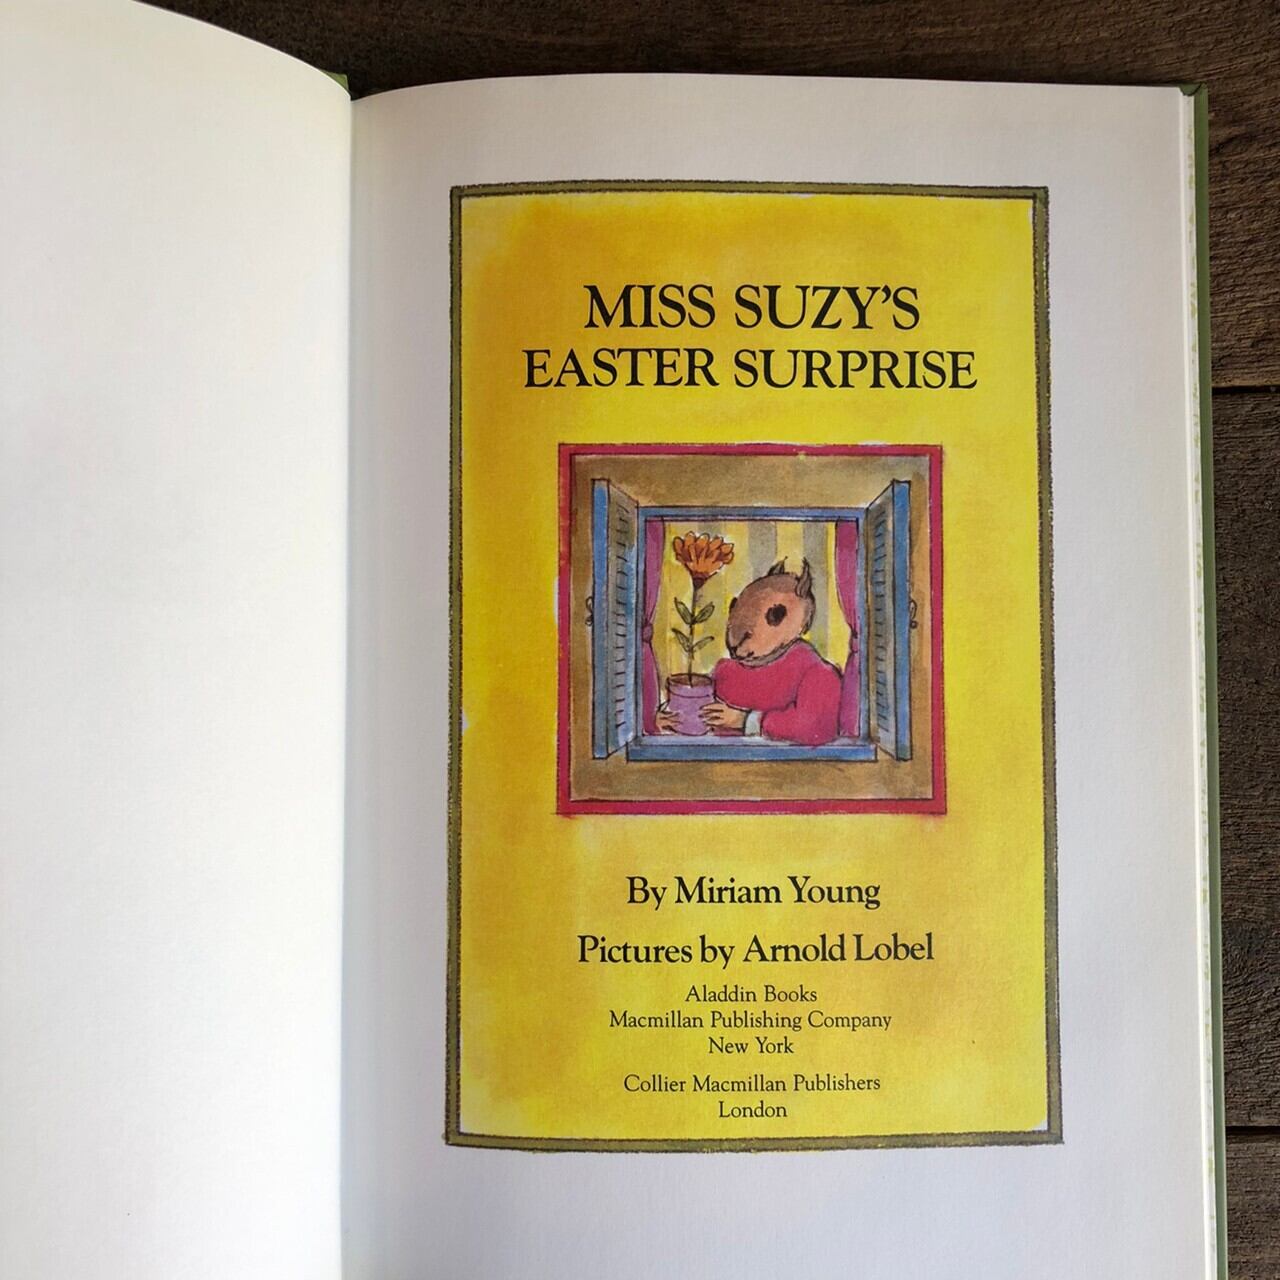 MISS SUZY'S
EASTER SURPRISE
By Miriam Young
Pictures by Arnold Lobel
Aladdin Books
Macmillan Publishing Company
New York
Collier Macmillan Publishers
London